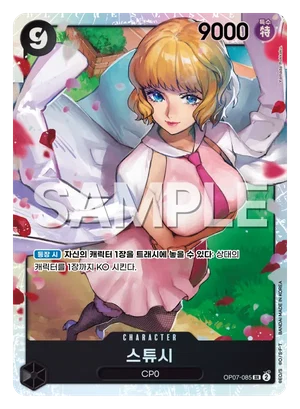 9
9000
특수
特
SAMPLE
등장 시 자신의 캐릭터 1장을 트래시에 놓을 수 있다: 상대의
캐릭터를 1장까지 KO 시킨다.
CHARACTER
스튜시
CP0
OP07-085 SR 2